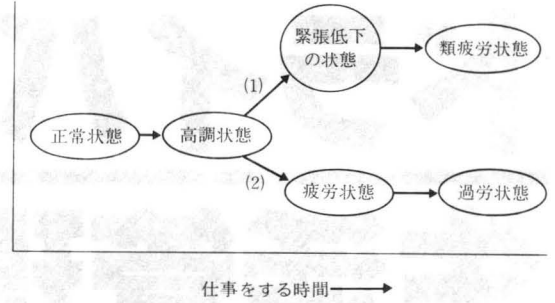 緊張低下
の状態
類疲労状態
(1)
正常状態
高調状態
(2)
疲労状態
過労状態
仕事をする時間